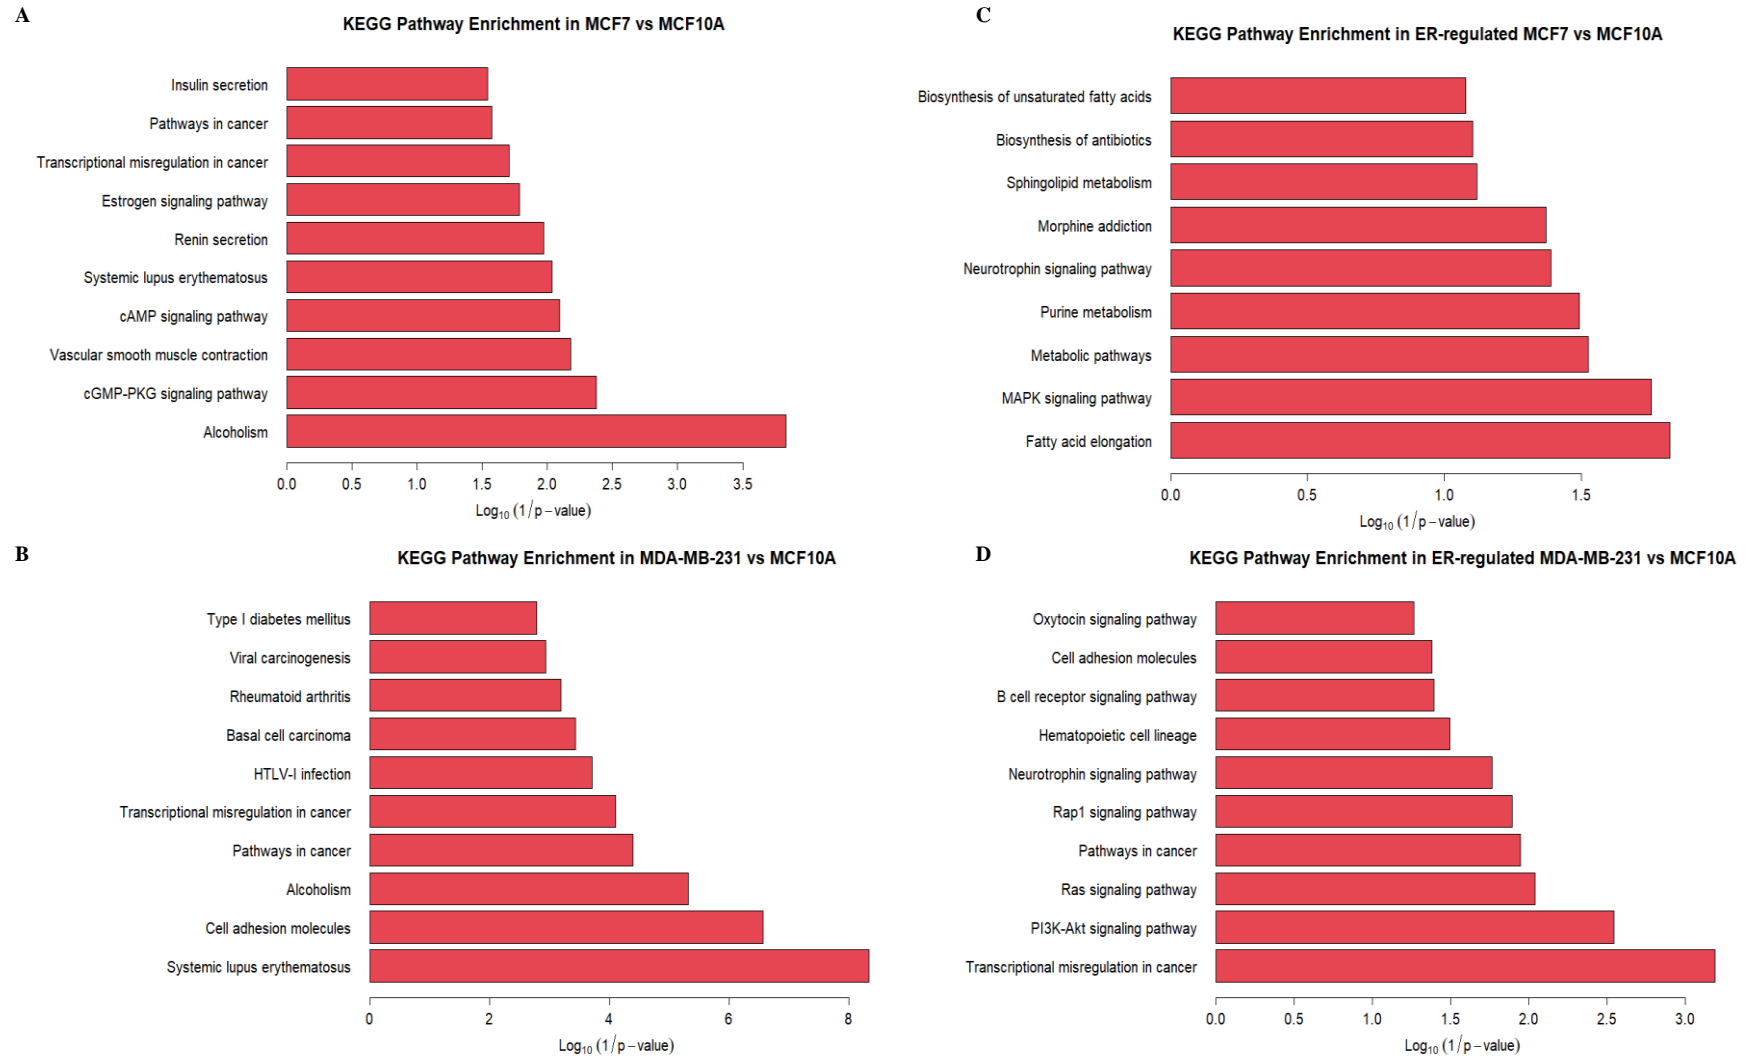 A
KEGG Pathway Enrichment in MCF7 vs MCF10A
Insulin secretion
Pathways in cancer
Transcriptional misregulation in cancer
Estrogen signaling pathway
Renin secretion
Systemic lupus erythematosus
cAMP signaling pathway
Vascular smooth muscle contraction
cGMP-PKG signaling pathway
Alcoholism
0.0 0.5 1.0 1.5 2.0 2.5 3.0 3.5
Log₁₀ (1/p−value)
B
KEGG Pathway Enrichment in MDA-MB-231 vs MCF10A
Type I diabetes mellitus
Viral carcinogenesis
Rheumatoid arthritis
Basal cell carcinoma
HTLV-I infection
Transcriptional misregulation in cancer
Pathways in cancer
Alcoholism
Cell adhesion molecules
Systemic lupus erythematosus
0 2 4 6 8
Log₁₀ (1/p−value)
C
KEGG Pathway Enrichment in ER-regulated MCF7 vs MCF10A
Biosynthesis of unsaturated fatty acids
Biosynthesis of antibiotics
Sphingolipid metabolism
Morphine addiction
Neurotrophin signaling pathway
Purine metabolism
Metabolic pathways
MAPK signaling pathway
Fatty acid elongation
0.0 0.5 1.0 1.5
Log₁₀ (1/p−value)
D
KEGG Pathway Enrichment in ER-regulated MDA-MB-231 vs MCF10A
Oxytocin signaling pathway
Cell adhesion molecules
B cell receptor signaling pathway
Hematopoietic cell lineage
Neurotrophin signaling pathway
Rap1 signaling pathway
Pathways in cancer
Ras signaling pathway
PI3K-Akt signaling pathway
Transcriptional misregulation in cancer
0.0 0.5 1.0 1.5 2.0 2.5 3.0
Log₁₀ (1/p−value)